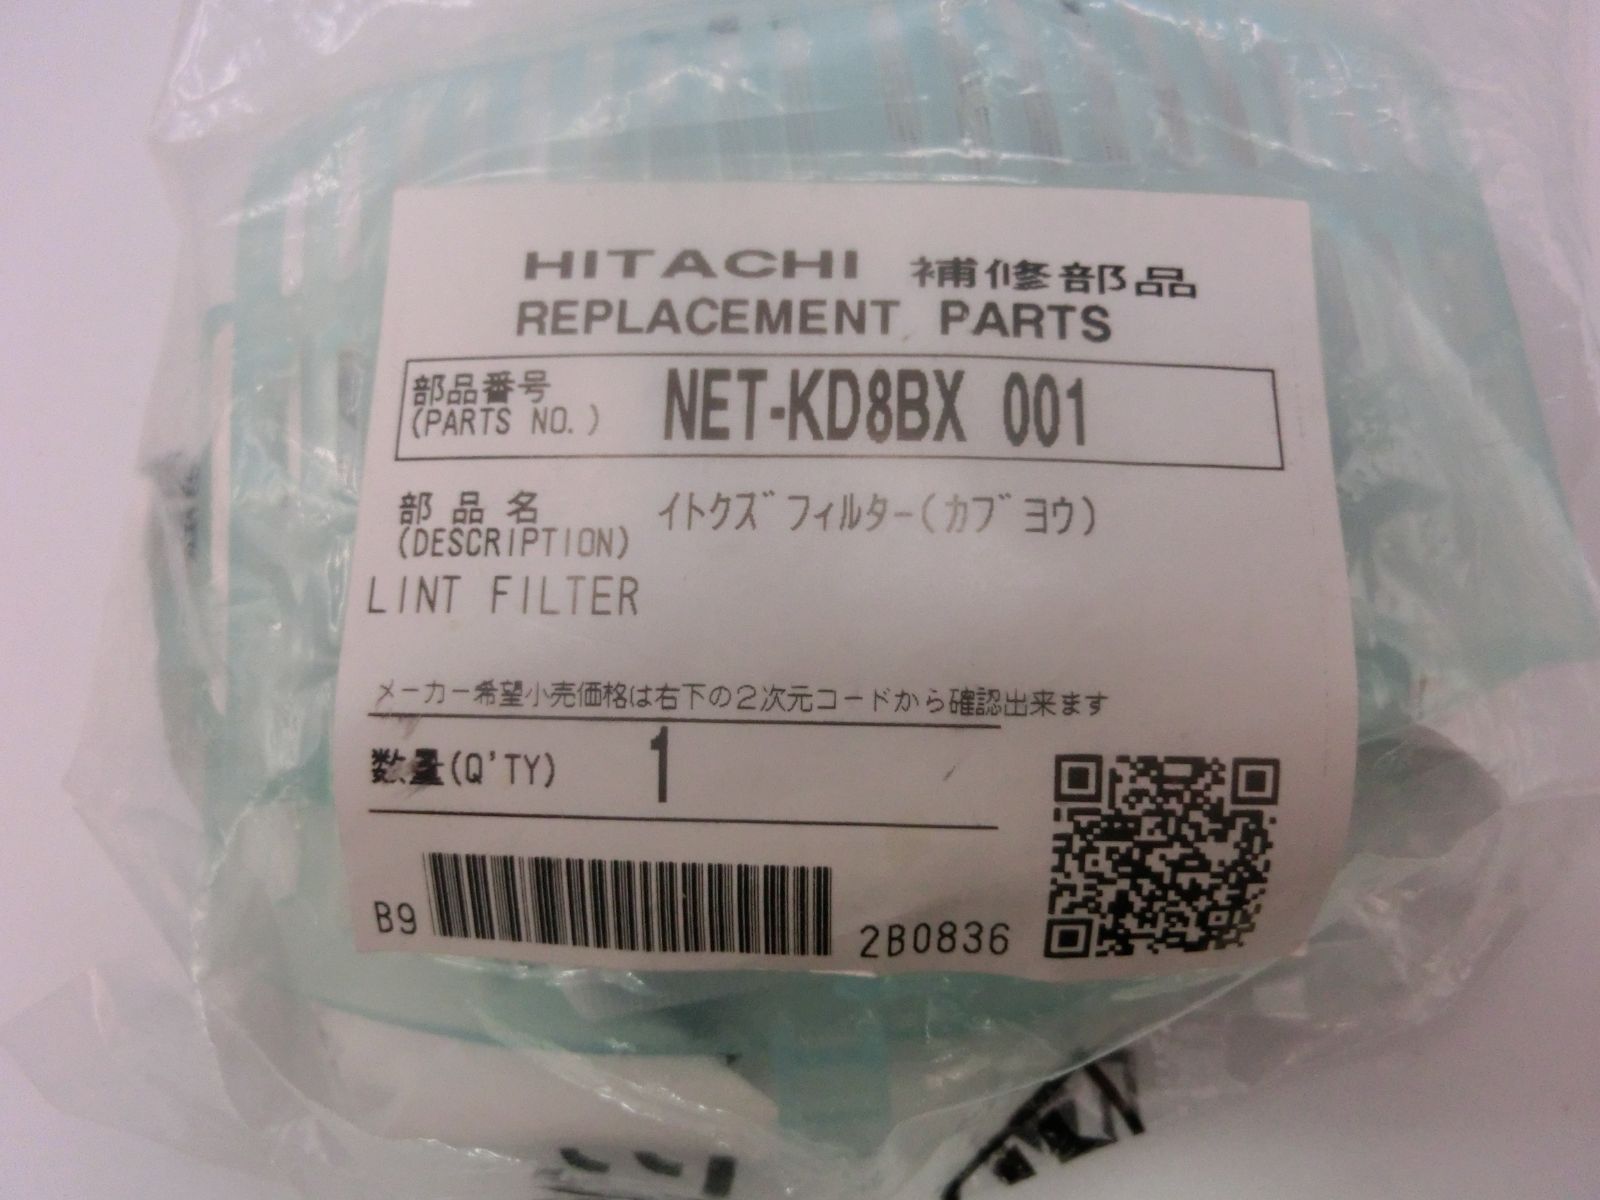 HITACHI 補修部品
REPLACEMENT PARTS
部品番号
(PARTS NO.)
NET-KD8BX 001
部品名
(DESCRIPTION)
イトクズフィルター(カブヨウ)
LINT FILTER
メーカー希望小売価格は右下の2次元コードから確認出来ます
数量(Q'TY) 1
B9
2B0836